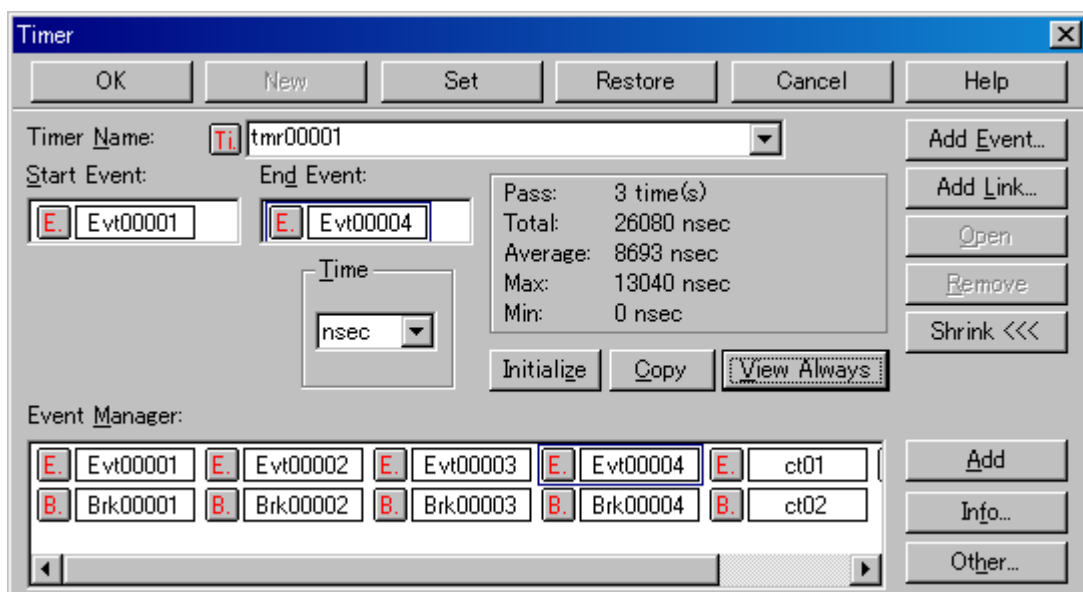 Timer
OK New Set Restore Cancel Help
Timer Name: Ti. tmr00001 Add Event...
Start Event: End Event: Add Link...
E. Evt00001 E. Evt00004 Open
Pass: 3 time(s)
Total: 26080 nsec
Average: 8693 nsec
Max: 13040 nsec
Min: 0 nsec
Time Remove
nsec Shrink <<<
Initialize Copy View Always
Event Manager:
E. Evt00001 E. Evt00002 E. Evt00003 E. Evt00004 E. ct01 Add
B. Brk00001 B. Brk00002 B. Brk00003 B. Brk00004 B. ct02 Info...
Other...